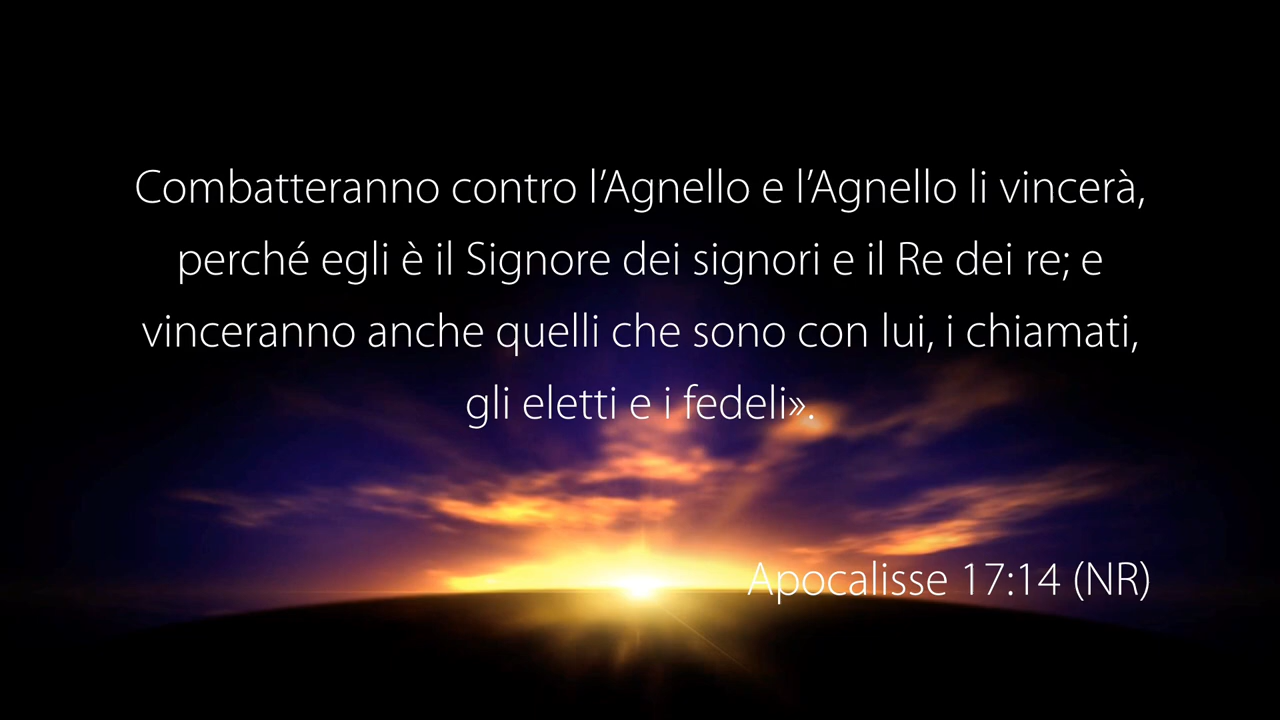 Combatteranno contro l’Agnello e l’Agnello li vincerà,
perché egli è il Signore dei signori e il Re dei re; e
vinceranno anche quelli che sono con lui, i chiamati,
gli eletti e i fedeli».
Apocalisse 17:14 (NR)